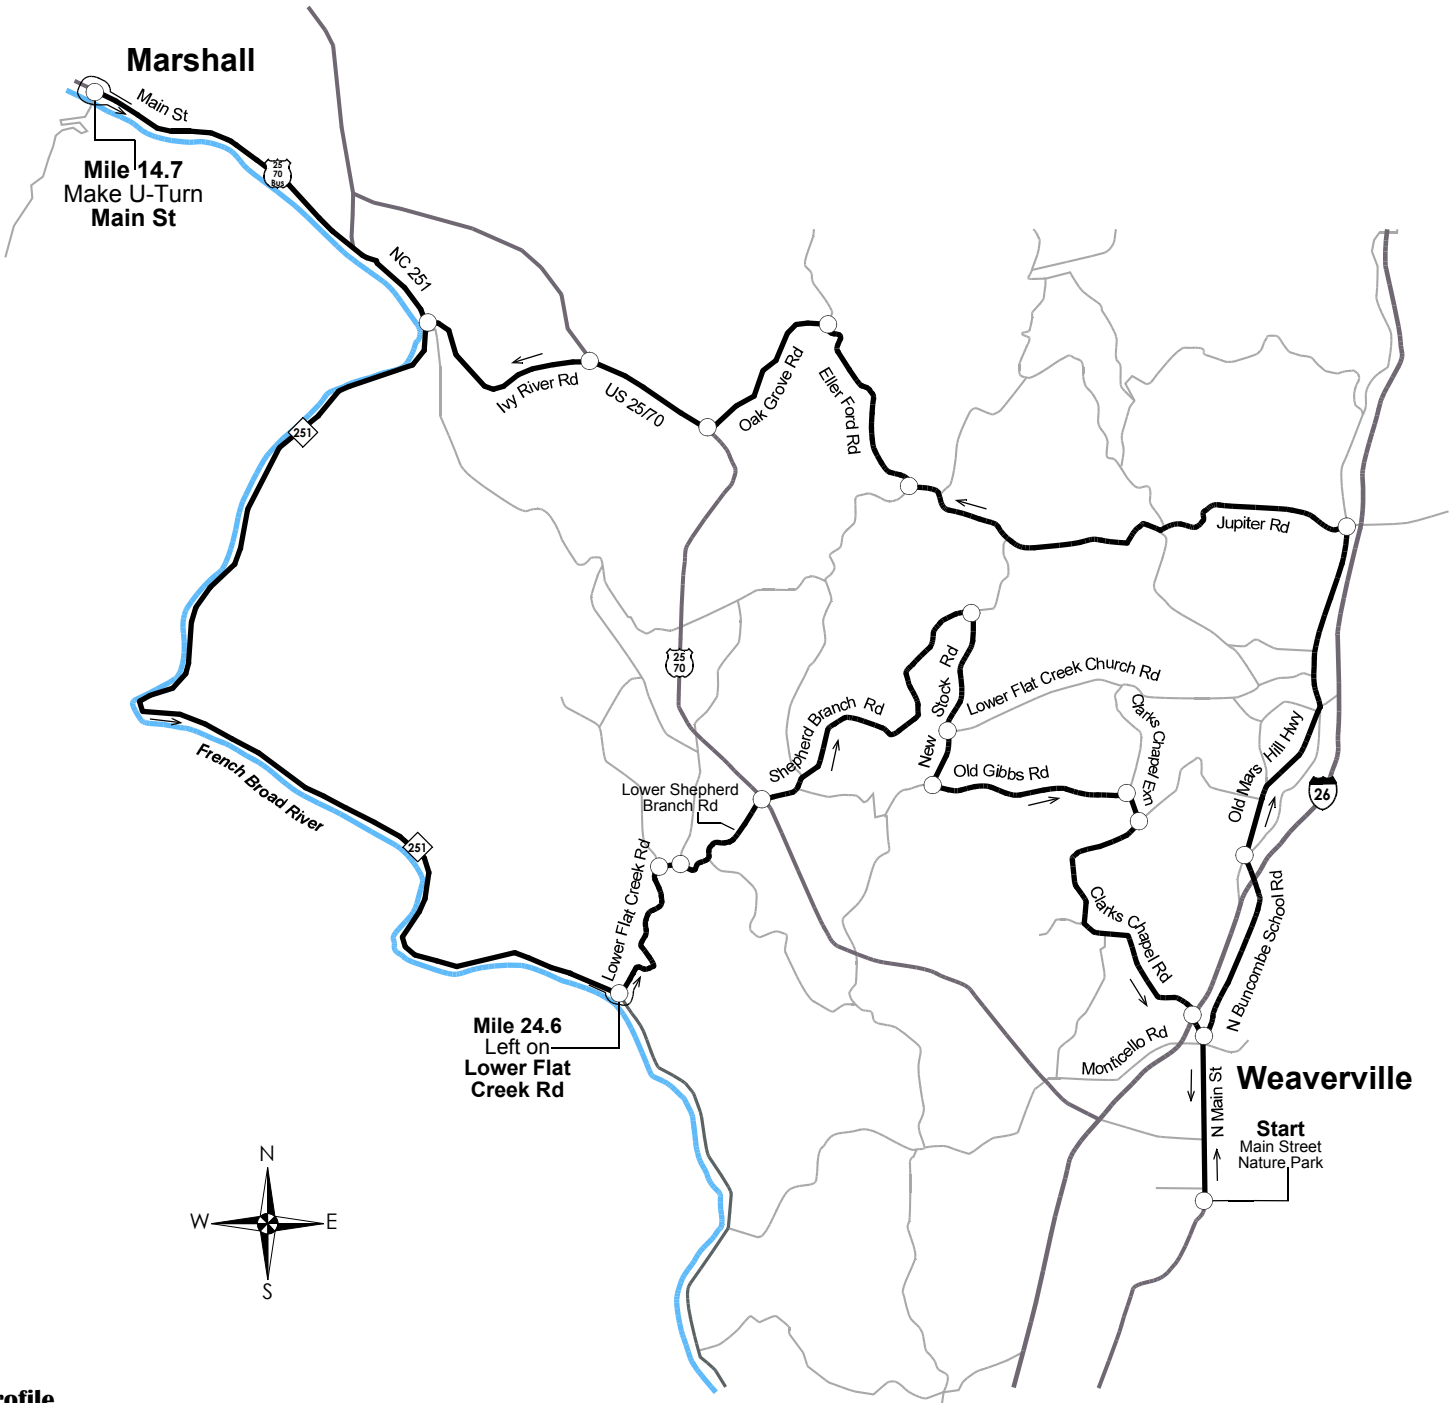 Marshall
Main St
Mile 14.7
Make U-Turn
Main St
25
70
Bus
NC 251
Ivy River Rd
US 25/70
Oak Grove Rd
Eller Ford Rd
Jupiter Rd
251
25
70
Shepherd Branch Rd
New Stock Rd
Lower Flat Creek Church Rd
Clarks Chapel Exn
Old Gibbs Rd
Old Mars Hill Hwy
26
French Broad River
Lower Shepherd
Branch Rd
251
Lower Flat Creek Rd
Clarks Chapel Rd
N Buncombe School Rd
Mile 24.6
Left on
Lower Flat
Creek Rd
Monticello Rd
N Main St
Weaverville
Start
Main Street
Nature Park
N
W
E
S
rofile